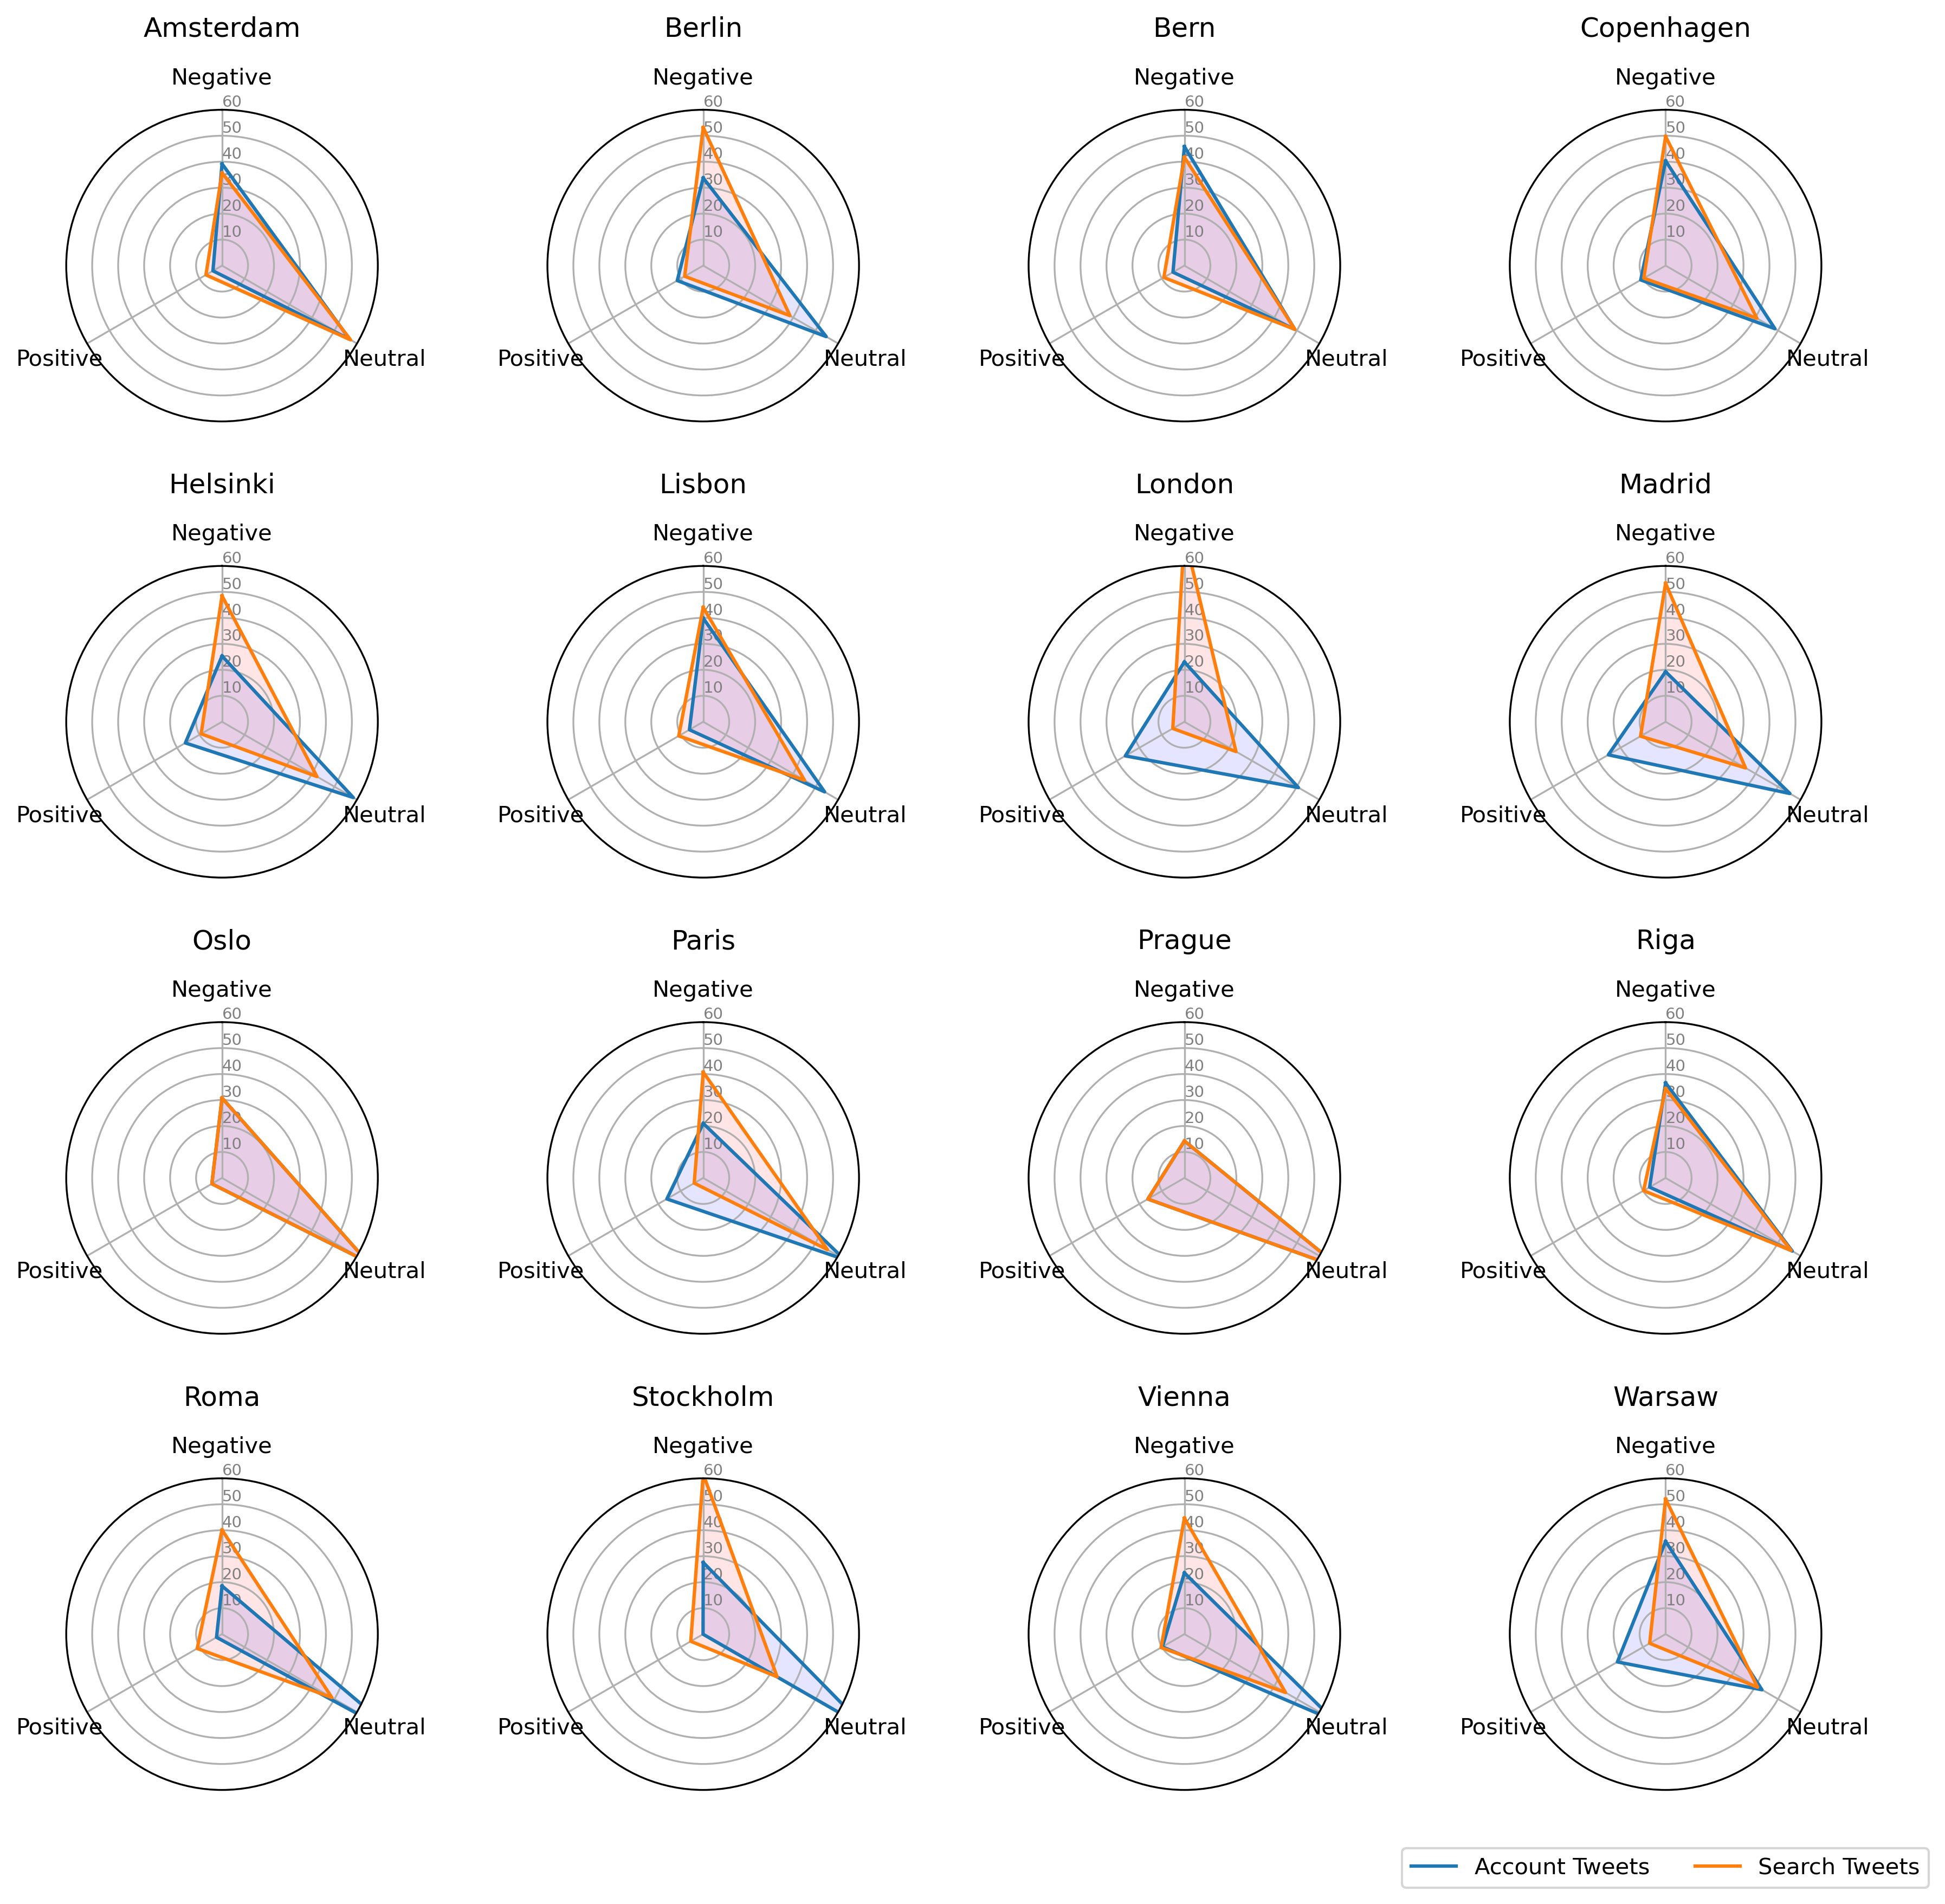 Amsterdam Berlin Bern Copenhagen
Negative Negative Negative Negative
60 60 60 60
50 50 50 50
40 40 40 40
30 30 30 30
20 20 20 20
10 10 10 10
Positive Neutral Positive Neutral Positive Neutral Positive Neutral
Helsinki Lisbon London Madrid
Negative Negative Negative Negative
60 60 60 60
50 50 50 50
40 40 40 40
30 30 30 30
20 20 20 20
10 10 10 10
Positive Neutral Positive Neutral Positive Neutral Positive Neutral
Oslo Paris Prague Riga
Negative Negative Negative Negative
60 60 60 60
50 50 50 50
40 40 40 40
30 30 30 30
20 20 20 20
10 10 10 10
Positive Neutral Positive Neutral Positive Neutral Positive Neutral
Roma Stockholm Vienna Warsaw
Negative Negative Negative Negative
60 60 60 60
50 50 50 50
40 40 40 40
30 30 30 30
20 20 20 20
10 10 10 10
Positive Neutral Positive Neutral Positive Neutral Positive Neutral
Account Tweets Search Tweets